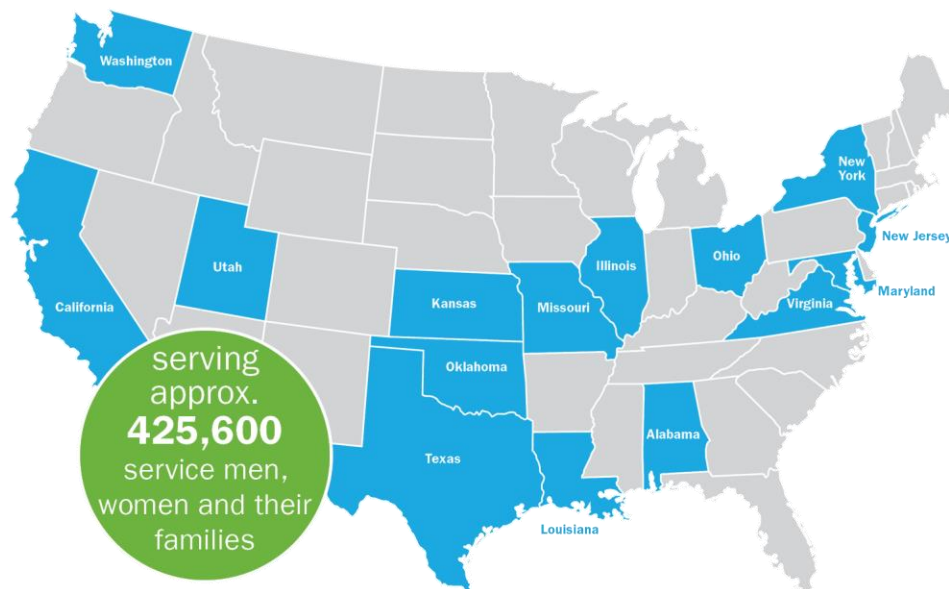 Washington
New
York
New Jersey
Utah
Illinois
Ohio
California
Kansas
Missouri
Virginia
Maryland
serving
approx.
425,600
service men,
women and their
families
Oklahoma
Texas
Alabama
Louisiana